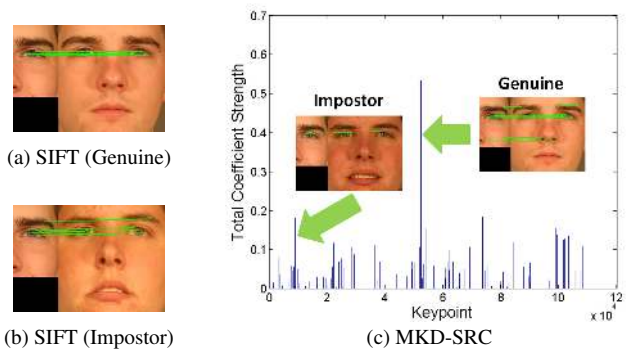 (a) SIFT (Genuine)
(b) SIFT (Impostor)
0.7
0.6
0.5
0.4
0.3
0.2
0.1
0
Total Coefficient Strength
Impostor
Genuine
0 2 4 6 8 10 12
x 10^4
Keypoint
(c) MKD-SRC